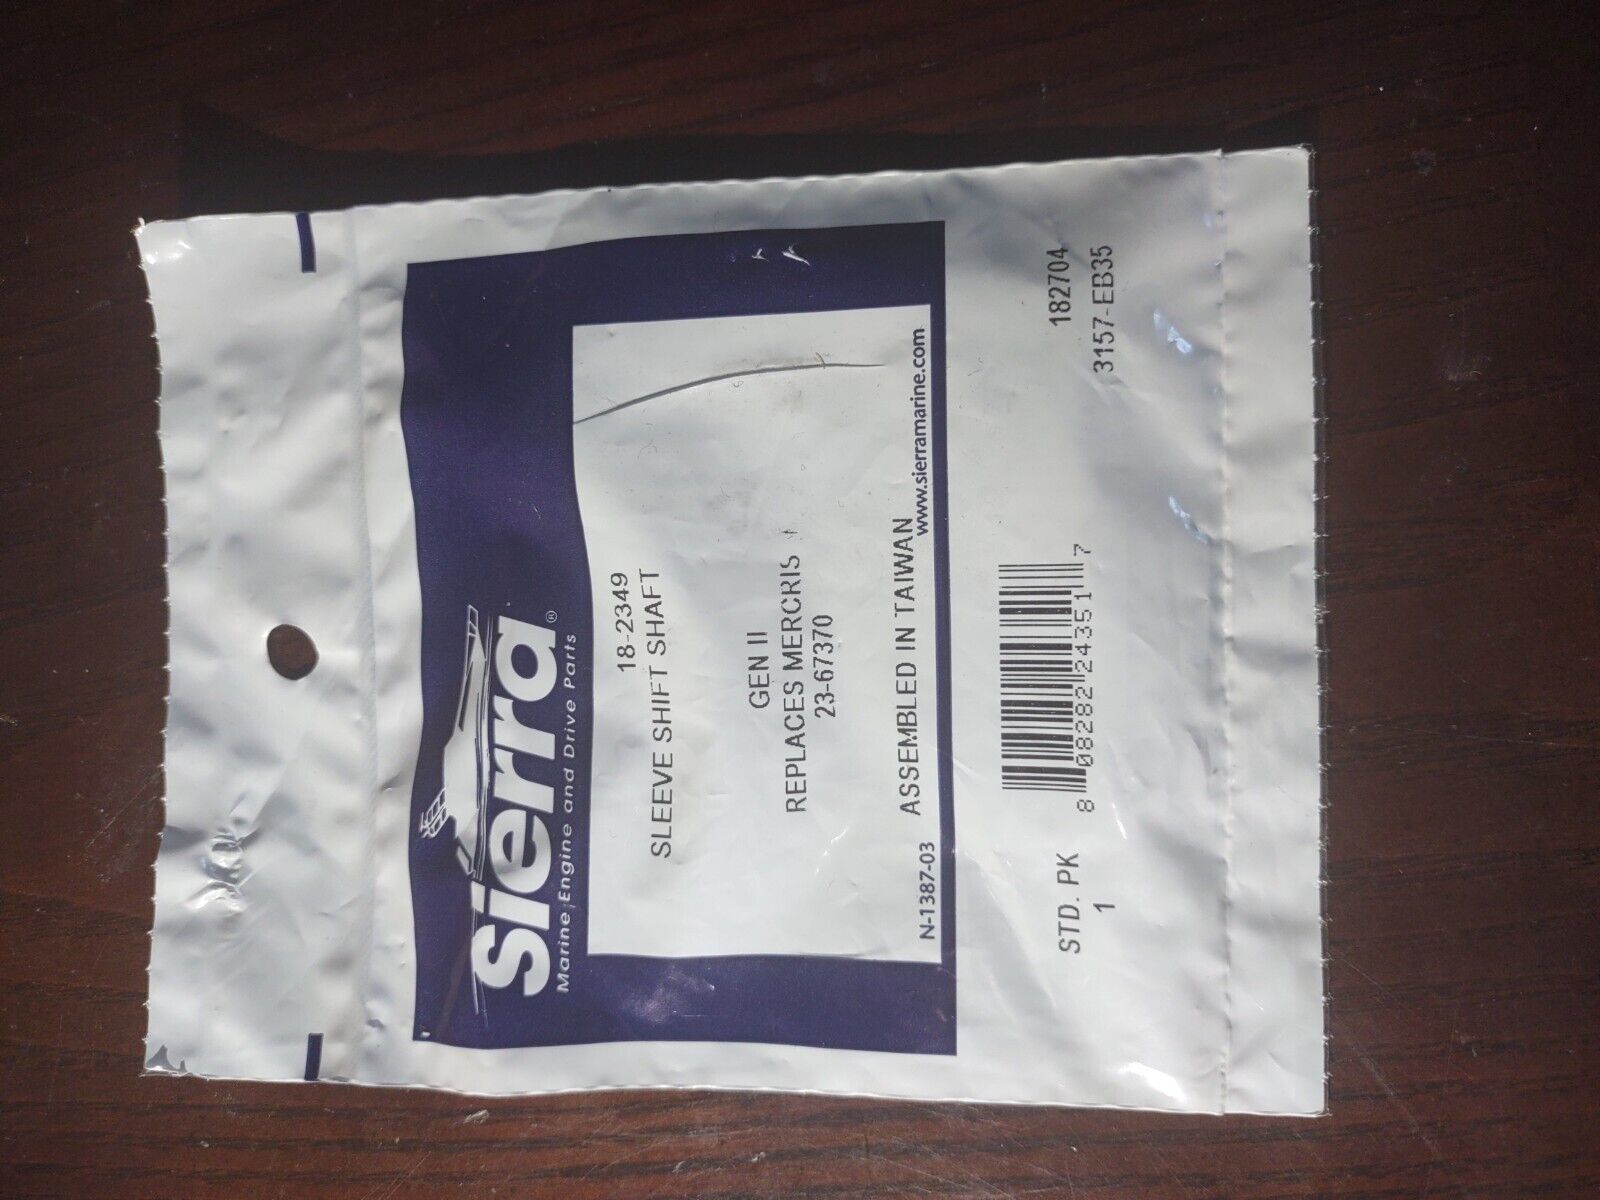 Sierra®
Marine Engine and Drive Parts
18-2349
SLEEVE SHIFT SHAFT
GEN II
REPLACES MERCRIS
23-67370
ASSEMBLED IN TAIWAN
N-1387-03
www.sierramarine.com
STD. PK
1
8 08282 24351 7
182704
3157-EB35